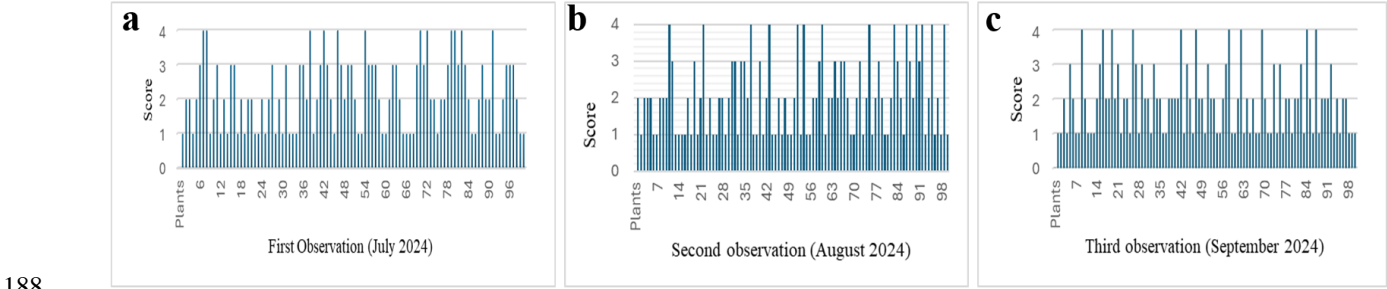 a
4
3
2
1
0
Score
Plants 6 12 18 24 30 36 42 48 54 60 66 72 78 84 90 96
First Observation (July 2024)
b
4
3
2
1
0
Score
Plants 7 14 21 28 35 42 49 56 63 70 77 84 91 98
Second observation (August 2024)
c
4
3
2
1
0
Score
Plants 7 14 21 28 35 42 49 56 63 70 77 84 91 98
Third observation (September 2024)
188